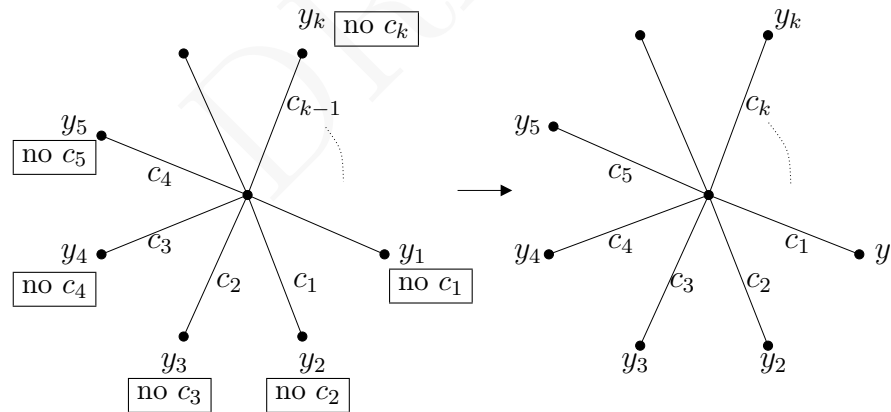 y_k no c_k
c_{k−1}
y_5
no c_5
c_4
y_4
no c_4
c_3
c_2
c_1
y_1
no c_1
y_3
no c_3
y_2
no c_2
y_k
c_k
y_5
c_5
y_4
c_4
c_3
c_2
c_1
y
y_3
y_2